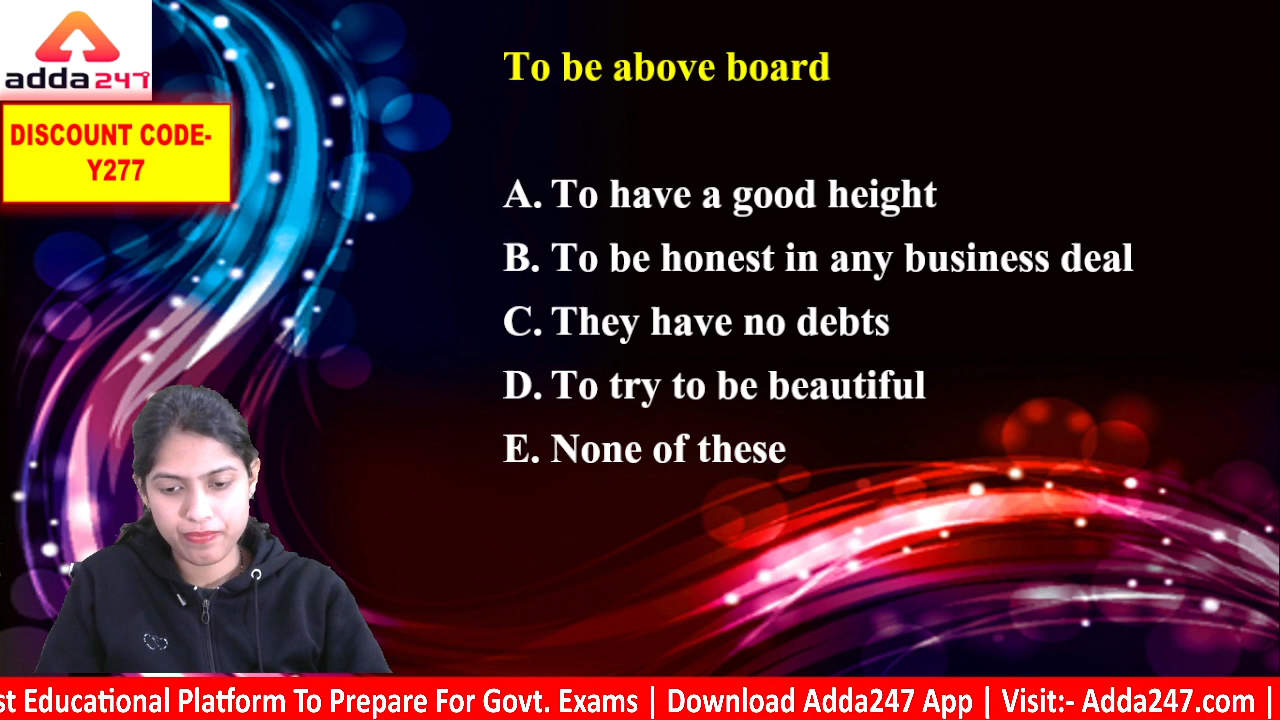 adda247
DISCOUNT CODE-
Y277
To be above board
A. To have a good height
B. To be honest in any business deal
C. They have no debts
D. To try to be beautiful
E. None of these
st Educational Platform To Prepare For Govt. Exams | Download Adda247 App | Visit:- Adda247.com |